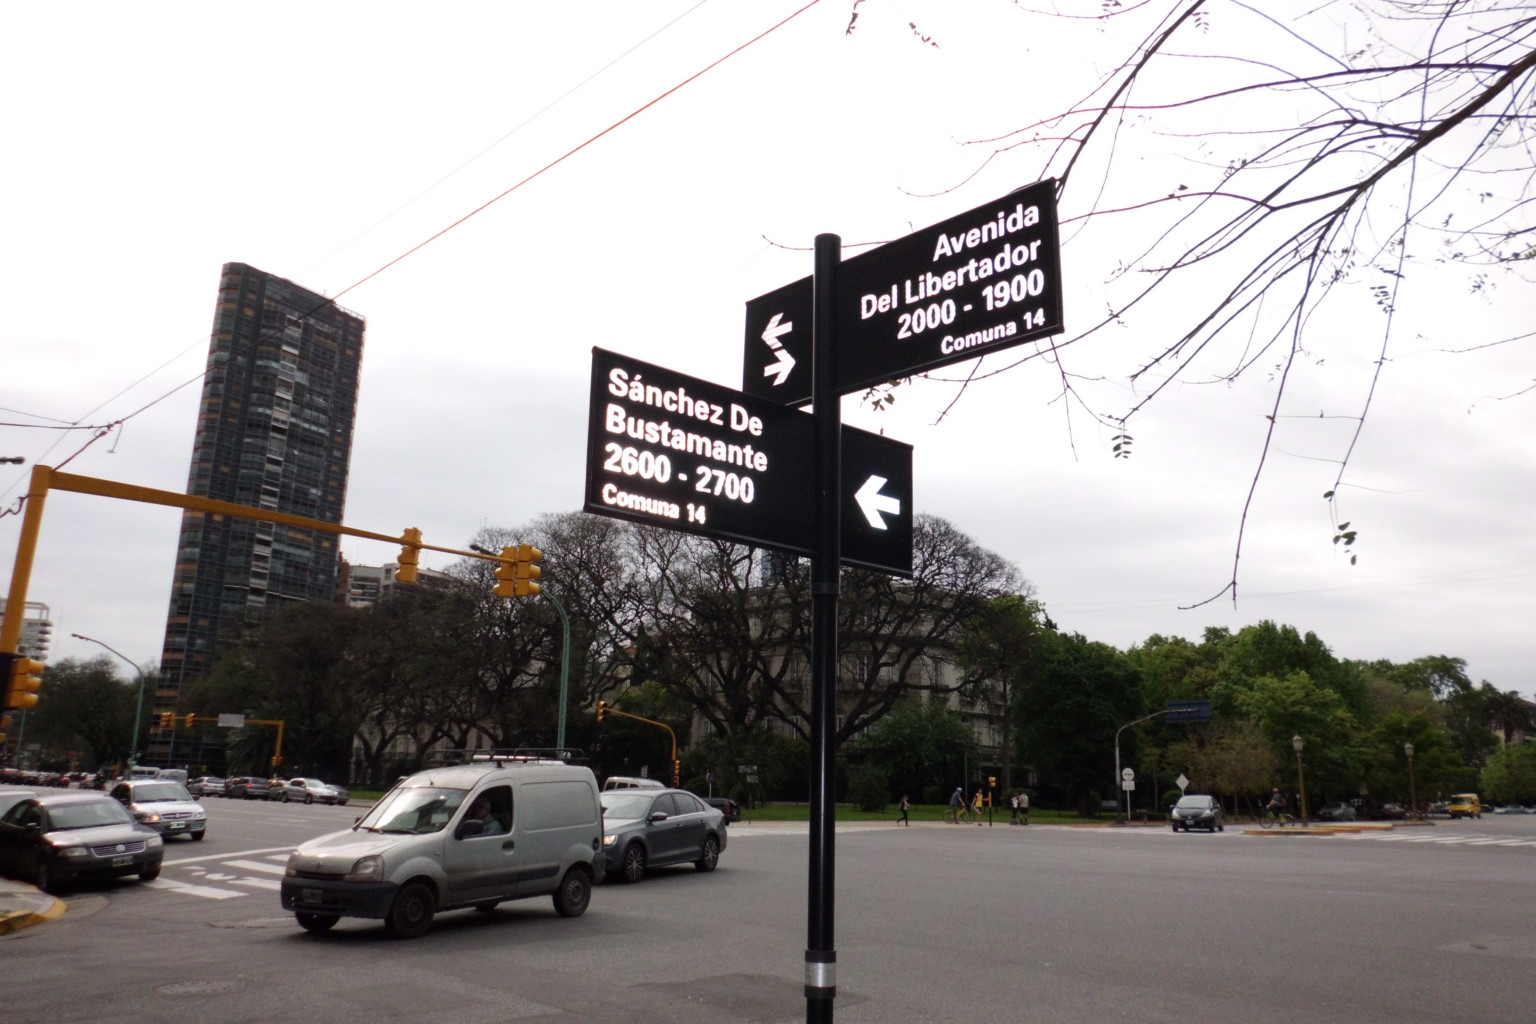 Avenida
Del Libertador
2000 - 1900
Comuna 14
Sánchez De
Bustamante
2600 - 2700
Comuna 14